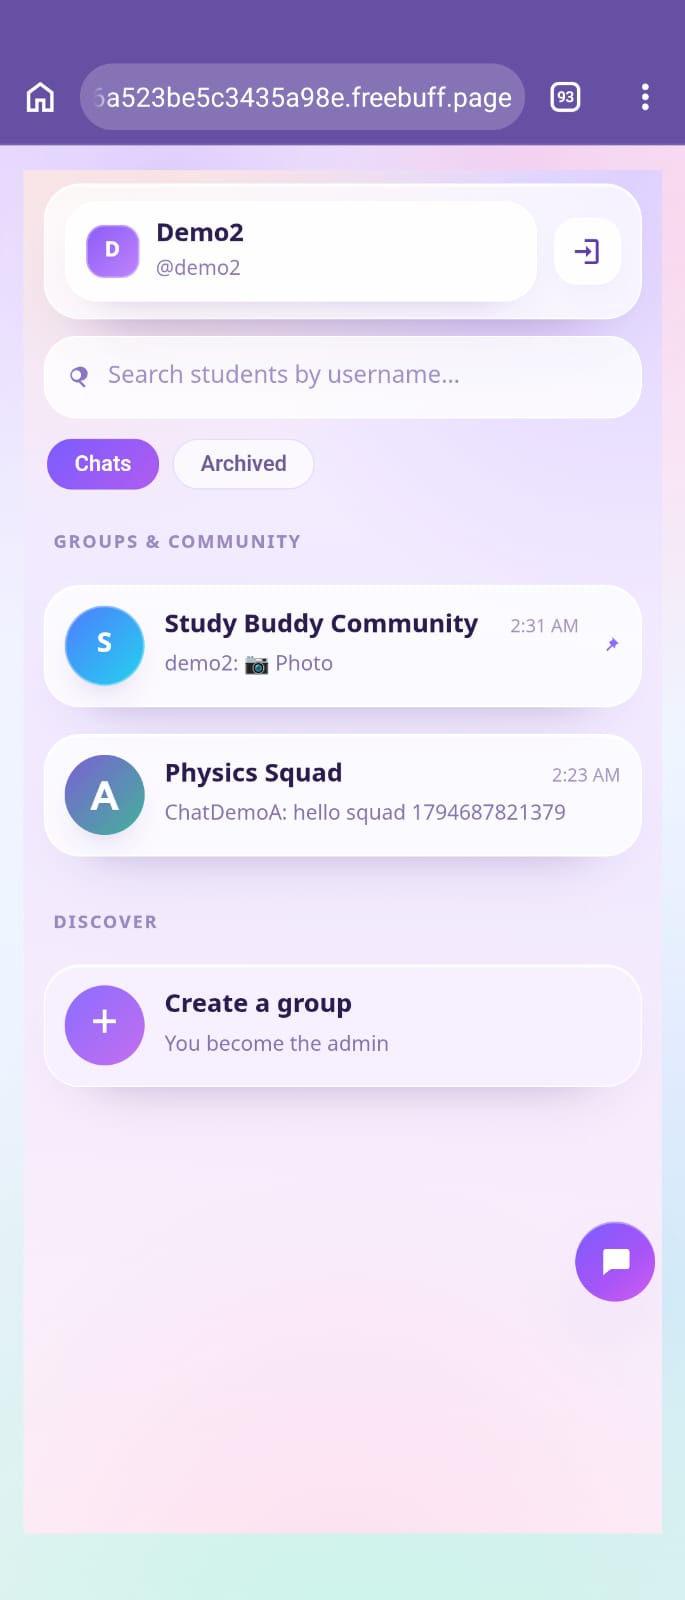 6a523be5c3435a98e.freebuff.page
93
D
Demo2
@demo2
Search students by username...
Chats
Archived
GROUPS & COMMUNITY
S
Study Buddy Community
2:31 AM
demo2: 📷 Photo
A
Physics Squad
2:23 AM
ChatDemoA: hello squad 1794687821379
DISCOVER
+
Create a group
You become the admin